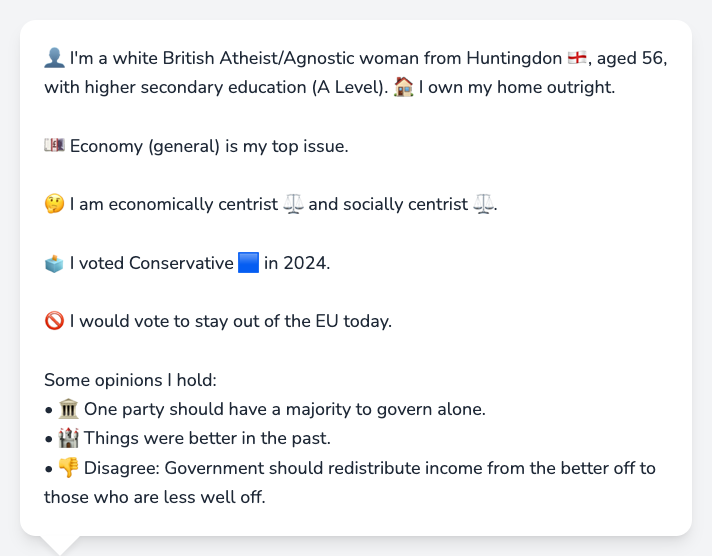 👤 I'm a white British Atheist/Agnostic woman from Huntingdon 🏴󠁧󠁢󠁥󠁮󠁧󠁿, aged 56,
with higher secondary education (A Level). 🏠 I own my home outright.
💷 Economy (general) is my top issue.
🤔 I am economically centrist ⚖️ and socially centrist ⚖️.
🗳️ I voted Conservative 🟦 in 2024.
🚫 I would vote to stay out of the EU today.
Some opinions I hold:
• 🏛️ One party should have a majority to govern alone.
• 🏰 Things were better in the past.
• 👎 Disagree: Government should redistribute income from the better off to
those who are less well off.